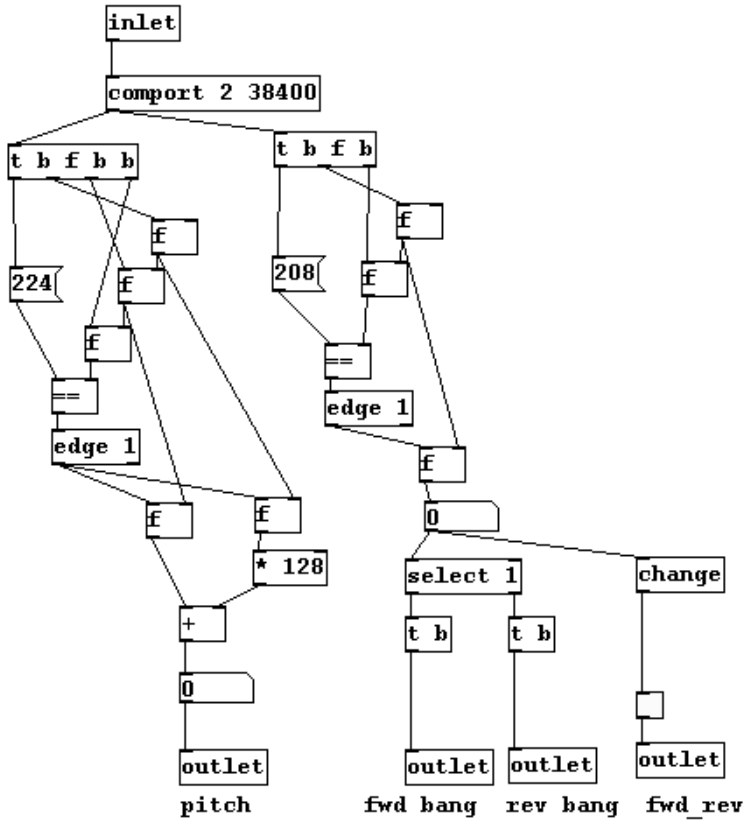 inlet
comport 2 38400
t b f b b
t b f b
f
f
224
208
f
f
f
==
==
edge 1
edge 1
f
f
f
0
* 128
select 1
change
+
t b
t b
0
outlet
outlet
outlet
outlet
pitch
fwd bang
rev bang
fwd_rev